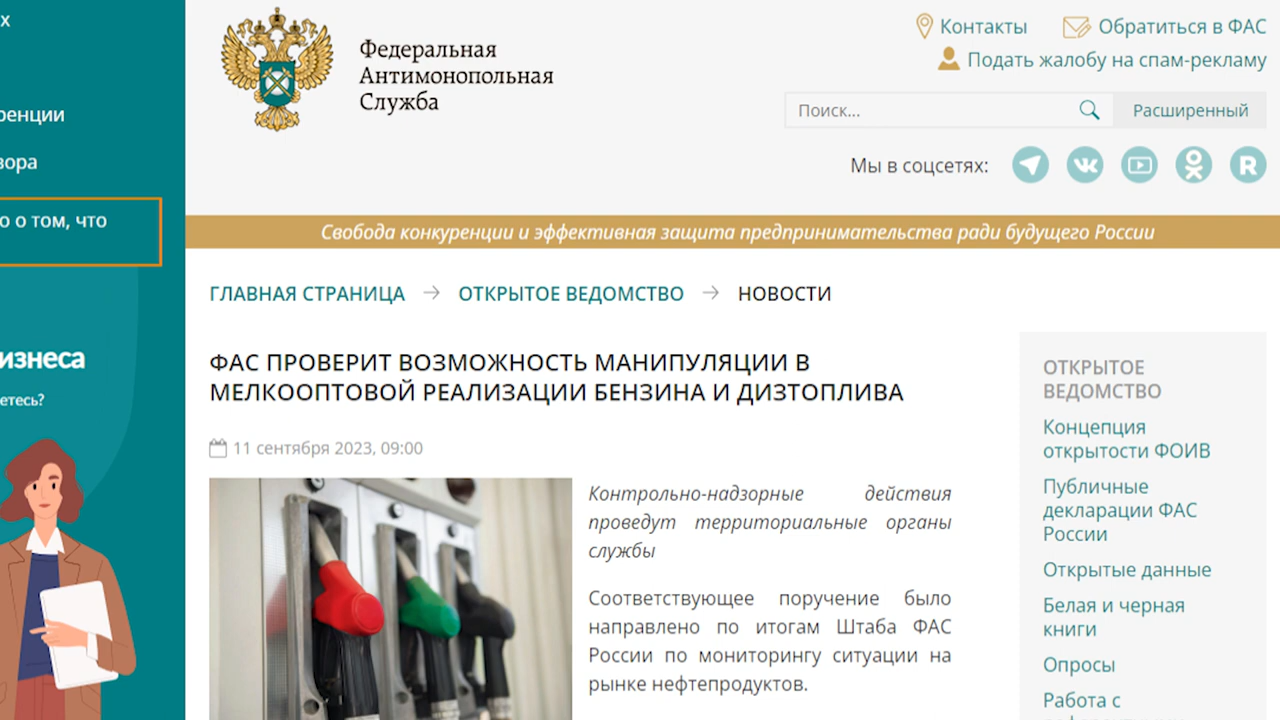 х
Федеральная
Антимонопольная
Служба
Контакты
Обратиться в ФАС
Подать жалобу на спам-рекламу
Поиск...
Расширенный
Мы в соцсетях:
ренции
вора
о о том, что
Свобода конкуренции и эффективная защита предпринимательства ради будущего России
ГЛАВНАЯ СТРАНИЦА → ОТКРЫТОЕ ВЕДОМСТВО → НОВОСТИ
изнеса
етесь?
ФАС ПРОВЕРИТ ВОЗМОЖНОСТЬ МАНИПУЛЯЦИИ В
МЕЛКООПТОВОЙ РЕАЛИЗАЦИИ БЕНЗИНА И ДИЗТОПЛИВА
11 сентября 2023, 09:00
Контрольно-надзорные действия
проведут территориальные органы
службы
Соответствующее поручение было
направлено по итогам Штаба ФАС
России по мониторингу ситуации на
рынке нефтепродуктов.
ОТКРЫТОЕ
ВЕДОМСТВО
Концепция
открытости ФОИВ
Публичные
декларации ФАС
России
Открытые данные
Белая и черная
книги
Опросы
Работа с